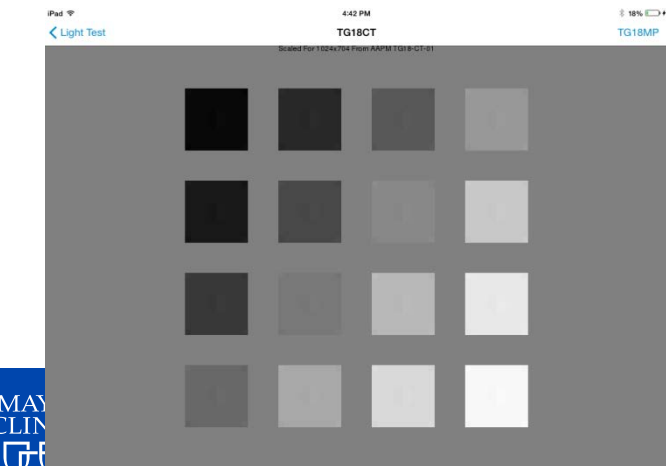 iPad
4:42 PM
18%
Light Test
TG18CT
TG18MP
Scaled For 1024x704 From AAPM TG18-CT-01
MAY
CLIN